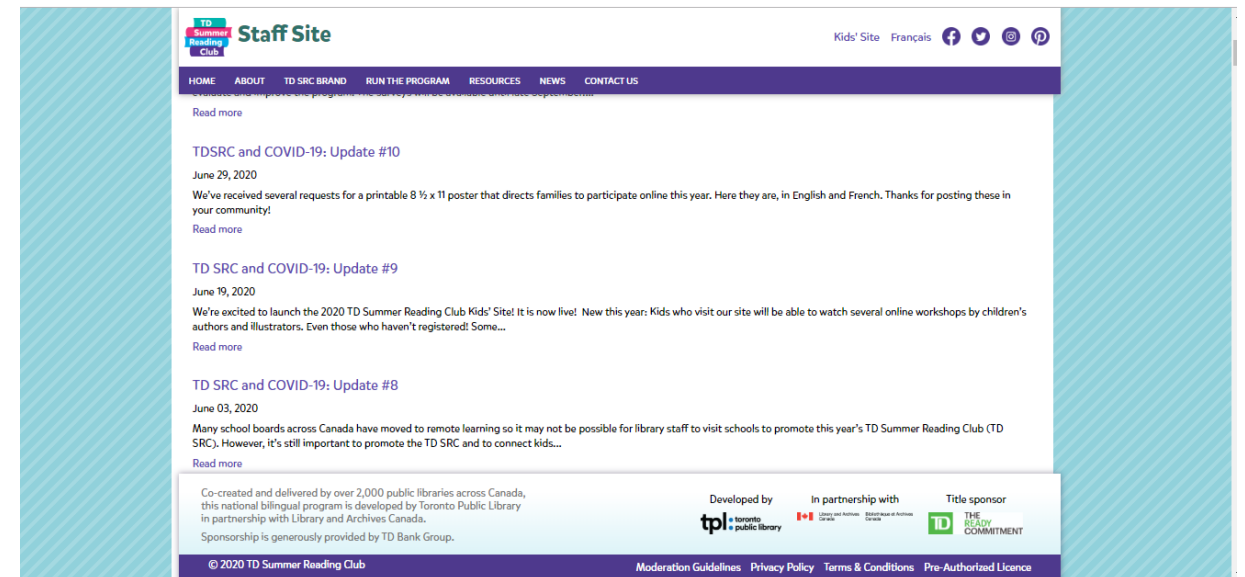 TD
Summer
Reading
Club
Staff Site
Kids' Site Français
HOME ABOUT TD SRC BRAND RUN THE PROGRAM RESOURCES NEWS CONTACT US
Read more
TDSRC and COVID-19: Update #10
June 29, 2020
We've received several requests for a printable 8 ½ x 11 poster that directs families to participate online this year. Here they are, in English and French. Thanks for posting these in
your community!
Read more
TD SRC and COVID-19: Update #9
June 19, 2020
We're excited to launch the 2020 TD Summer Reading Club Kids' Site! It is now live! New this year: Kids who visit our site will be able to watch several online workshops by children's
authors and illustrators. Even those who haven't registered! Some...
Read more
TD SRC and COVID-19: Update #8
June 03, 2020
Many school boards across Canada have moved to remote learning so it may not be possible for library staff to visit schools to promote this year's TD Summer Reading Club (TD
SRC). However, it's still important to promote the TD SRC and to connect kids...
Read more
Co-created and delivered by over 2,000 public libraries across Canada,
this national bilingual program is developed by Toronto Public Library
in partnership with Library and Archives Canada.
Sponsorship is generously provided by TD Bank Group.
Developed by In partnership with Title sponsor
tpl: toronto
public library
Library and Archives Bibliothèque et Archives
Canada Canada
TD THE
READY
COMMITMENT
© 2020 TD Summer Reading Club
Moderation Guidelines Privacy Policy Terms & Conditions Pre-Authorized Licence